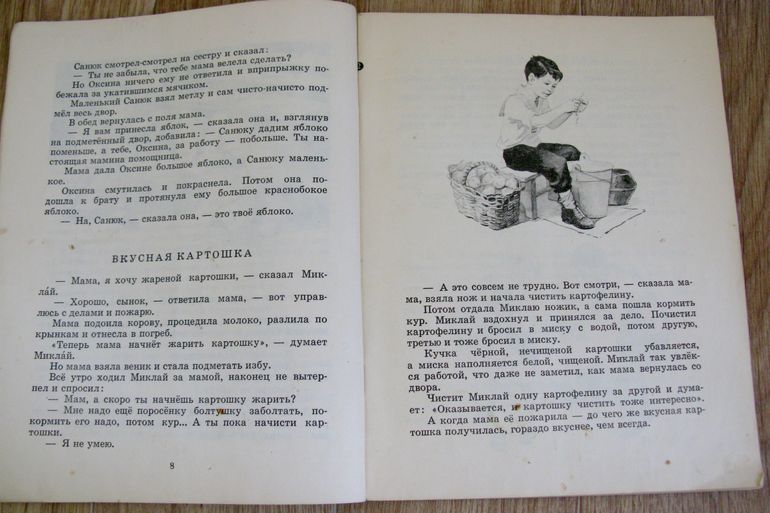 Санюк смотрел-смотрел на сестру и сказал:
— Ты не забыла, что тебе мама велела сделать?
Но Оксина ничего ему не ответила и вприпрыжку по-
бежала за укатившимся мячиком.
Маленький Санюк взял метлу и сам чисто-начисто под-
мёл весь двор.
В обед вернулась с поля мама.
— Я вам принесла яблок, — сказала она и, взглянув
на подметённый двор, добавила: — Санюку дадим яблоко
поменьше, а тебе, Оксина, за работу — побольше. Ты на-
стоящая мамина помощница.
Мама дала Оксине большое яблоко, а Санюку малень-
кое.
Оксина смутилась и покраснела. Потом она по-
дошла к брату и протянула ему большое краснобокое
яблоко.
— На, Санюк, — сказала она, — это твоё яблоко.
ВКУСНАЯ КАРТОШКА
— Мама, я хочу жареной картошки, — сказал Мик-
ла́й.
— Хорошо, сынок, — ответила мама, — вот управ-
люсь с делами и пожарю.
Мама подоила корову, процедила молоко, разлила по
крынкам и отнесла в погреб.
«Теперь мама начнёт жарить картошку», — думает
Микла́й.
Но мама взяла веник и стала подметать избу.
Всё утро ходил Миклай за мамой, наконец не вытер-
пел и спросил:
— Мам, а скоро ты начнёшь картошку жарить?
— Мне надо ещё поросёнку болтушку заболтать, по-
кормить его надо, потом кур... А ты пока начисти кар-
тошки.
— Я не умею.
8
— А это совсем не трудно. Вот смотри, — сказала ма-
ма, взяла нож и начала чистить картофелину.
Потом отдала Миклаю ножик, а сама пошла кормить
кур. Миклай вздохнул и принялся за дело. Почистил
картофелину и бросил в миску с водой, потом другую,
третью и тоже бросил в миску.
Кучка чёрной, нечищеной картошки убавляется,
а миска наполняется белой, чищеной. Миклай так увлёк-
ся работой, что даже не заметил, как мама вернулась со
двора.
Чистит Миклай одну картофелину за другой и дума-
ет: «Оказывается, и картошку чистить тоже интересно».
А когда мама её пожарила — до чего же вкусная кар-
тошка получилась, гораздо вкуснее, чем всегда.